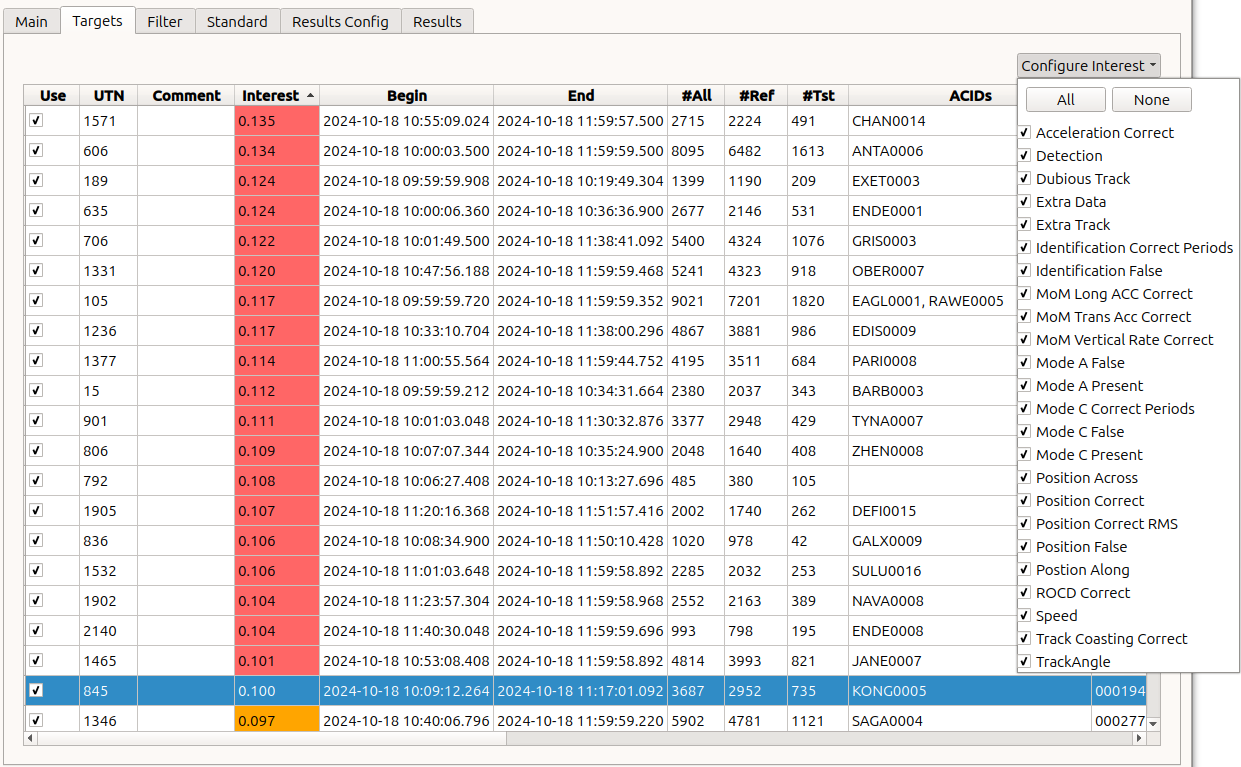 Main Targets Filter Standard Results Config Results
Configure Interest
Use UTN Comment Interest Begin End #All #Ref #Tst ACIDs
All None
1571 0.135 2024-10-18 10:55:09.024 2024-10-18 11:59:57.500 2715 2224 491 CHAN0014
Acceleration Correct
606 0.134 2024-10-18 10:00:03.500 2024-10-18 11:59:59.500 8095 6482 1613 ANTA0006
Detection
189 0.124 2024-10-18 09:59:59.908 2024-10-18 10:19:49.304 1399 1190 209 EXET0003
Dubious Track
635 0.124 2024-10-18 10:00:06.360 2024-10-18 10:36:36.900 2677 2146 531 ENDE0001
Extra Data
Extra Track
706 0.122 2024-10-18 10:01:49.500 2024-10-18 11:38:41.092 5400 4324 1076 GRIS0003
Identification Correct Periods
1331 0.120 2024-10-18 10:47:56.188 2024-10-18 11:59:59.468 5241 4323 918 OBER0007
Identification False
MoM Long ACC Correct
105 0.117 2024-10-18 09:59:59.720 2024-10-18 11:59:59.352 9021 7201 1820 EAGL0001, RAWE0005
MoM Trans Acc Correct
1236 0.117 2024-10-18 10:33:10.704 2024-10-18 11:38:00.296 4867 3881 986 EDIS0009
MoM Vertical Rate Correct
1377 0.114 2024-10-18 11:00:55.564 2024-10-18 11:59:44.752 4195 3511 684 PARI0008
Mode A False
Mode A Present
15 0.112 2024-10-18 09:59:59.212 2024-10-18 10:34:31.664 2380 2037 343 BARB0003
Mode C Correct Periods
901 0.111 2024-10-18 10:01:03.048 2024-10-18 11:30:32.876 3377 2948 429 TYNA0007
Mode C False
806 0.109 2024-10-18 10:07:07.344 2024-10-18 10:35:24.900 2048 1640 408 ZHEN0008
Mode C Present
Position Across
792 0.108 2024-10-18 10:06:27.408 2024-10-18 10:13:27.696 485 380 105
Position Correct
1905 0.107 2024-10-18 11:20:16.368 2024-10-18 11:51:57.416 2002 1740 262 DEFI0015
Position Correct RMS
836 0.106 2024-10-18 10:08:34.900 2024-10-18 11:50:10.428 1020 978 42 GALX0009
Position False
Postion Along
1532 0.106 2024-10-18 11:01:03.648 2024-10-18 11:59:58.892 2285 2032 253 SULU0016
ROCD Correct
1902 0.104 2024-10-18 11:23:57.304 2024-10-18 11:59:58.968 2552 2163 389 NAVA0008
Speed
2140 0.104 2024-10-18 11:40:30.048 2024-10-18 11:59:59.696 993 798 195 ENDE0008
Track Coasting Correct
1465 0.101 2024-10-18 10:53:08.408 2024-10-18 11:59:58.892 4814 3993 821 JANE0007
TrackAngle
845 0.100 2024-10-18 10:09:12.264 2024-10-18 11:17:01.092 3687 2952 735 KONG0005 000194
1346 0.097 2024-10-18 10:40:06.796 2024-10-18 11:59:59.220 5902 4781 1121 SAGA0004 000277